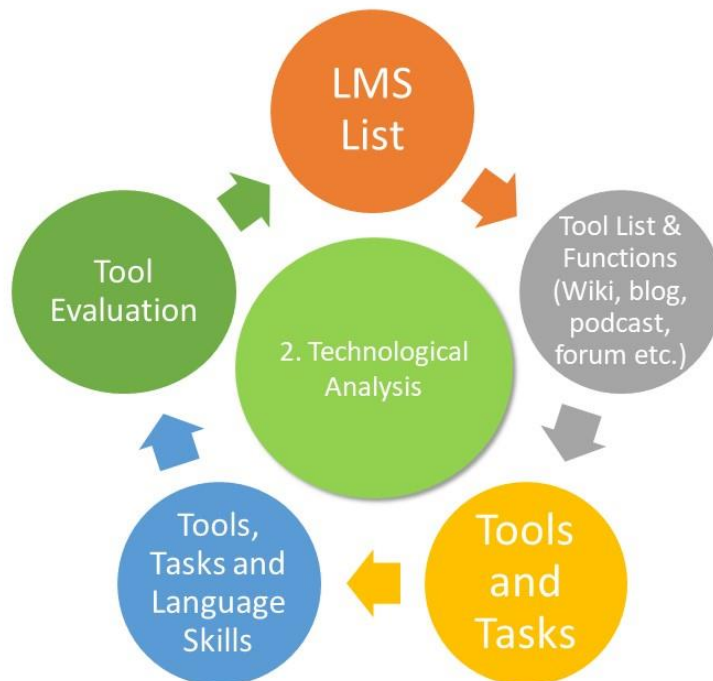 LMS
List
Tool List &
Functions
(Wiki, blog,
podcast,
forum etc.)
Tools
and
Tasks
Tools,
Tasks and
Language
Skills
Tool
Evaluation
2. Technological
Analysis